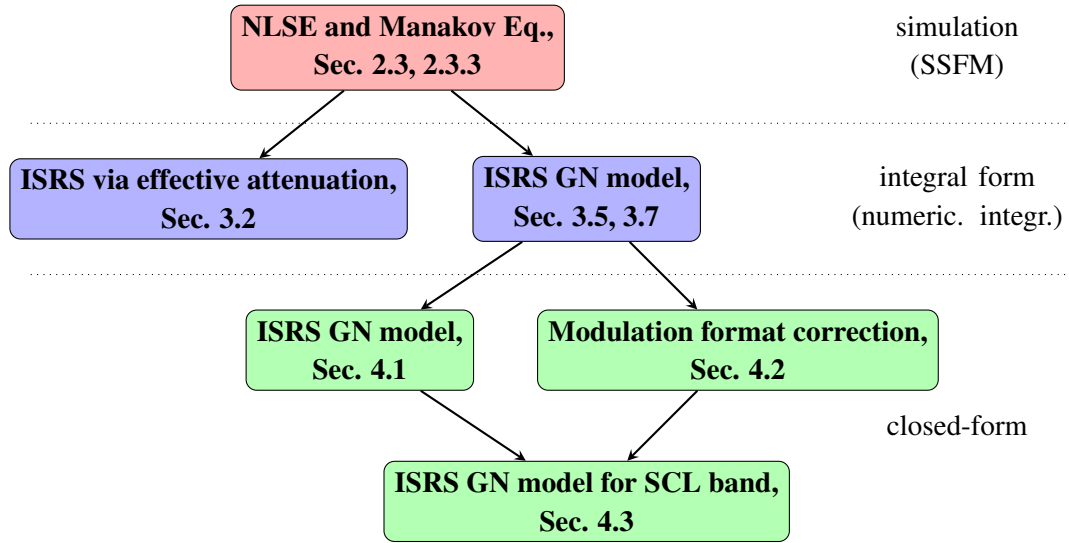 NLSE and Manakov Eq.,
Sec. 2.3, 2.3.3
simulation
(SSFM)
ISRS via effective attenuation,
Sec. 3.2
ISRS GN model,
Sec. 3.5, 3.7
integral form
(numeric. integr.)
ISRS GN model,
Sec. 4.1
Modulation format correction,
Sec. 4.2
closed-form
ISRS GN model for SCL band,
Sec. 4.3